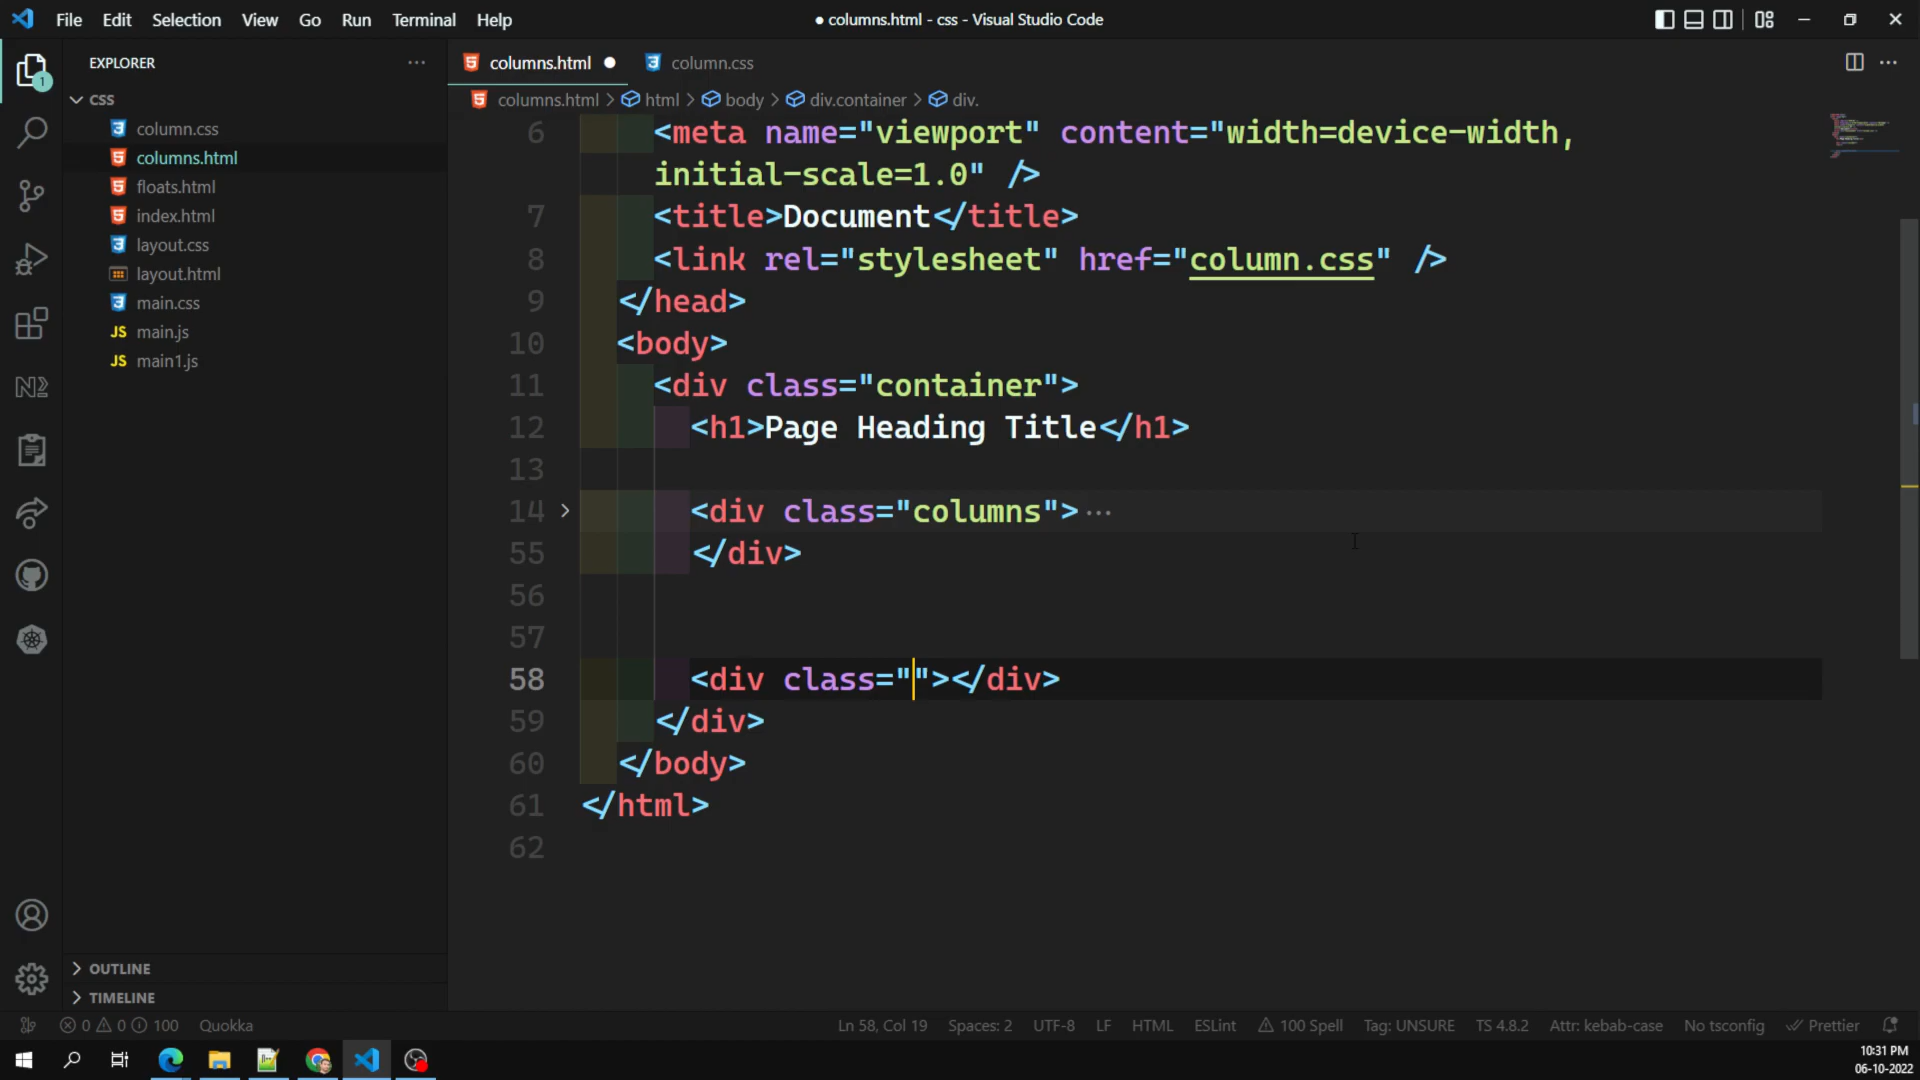 File Edit Selection View Go Run Terminal Help
● columns.html - css - Visual Studio Code
EXPLORER
columns.html
column.css
1
CSS
columns.html > html > body > div.container > div.
column.css
columns.html
floats.html
index.html
layout.css
layout.html
main.css
JS main.js
JS main1.js
6 <meta name="viewport" content="width=device-width,
initial-scale=1.0" />
7 <title>Document</title>
8 <link rel="stylesheet" href="column.css" />
9 </head>
10 <body>
11 <div class="container">
12 <h1>Page Heading Title</h1>
13
14 <div class="columns">...
55 </div>
56
57
58 <div class=""></div>
59 </div>
60 </body>
61 </html>
62
OUTLINE
TIMELINE
0 0 100 Quokka Ln 58, Col 19 Spaces: 2 UTF-8 LF HTML ESLint 100 Spell Tag: UNSURE TS 4.8.2 Attr: kebab-case No tsconfig Prettier
10:31 PM
06-10-2022